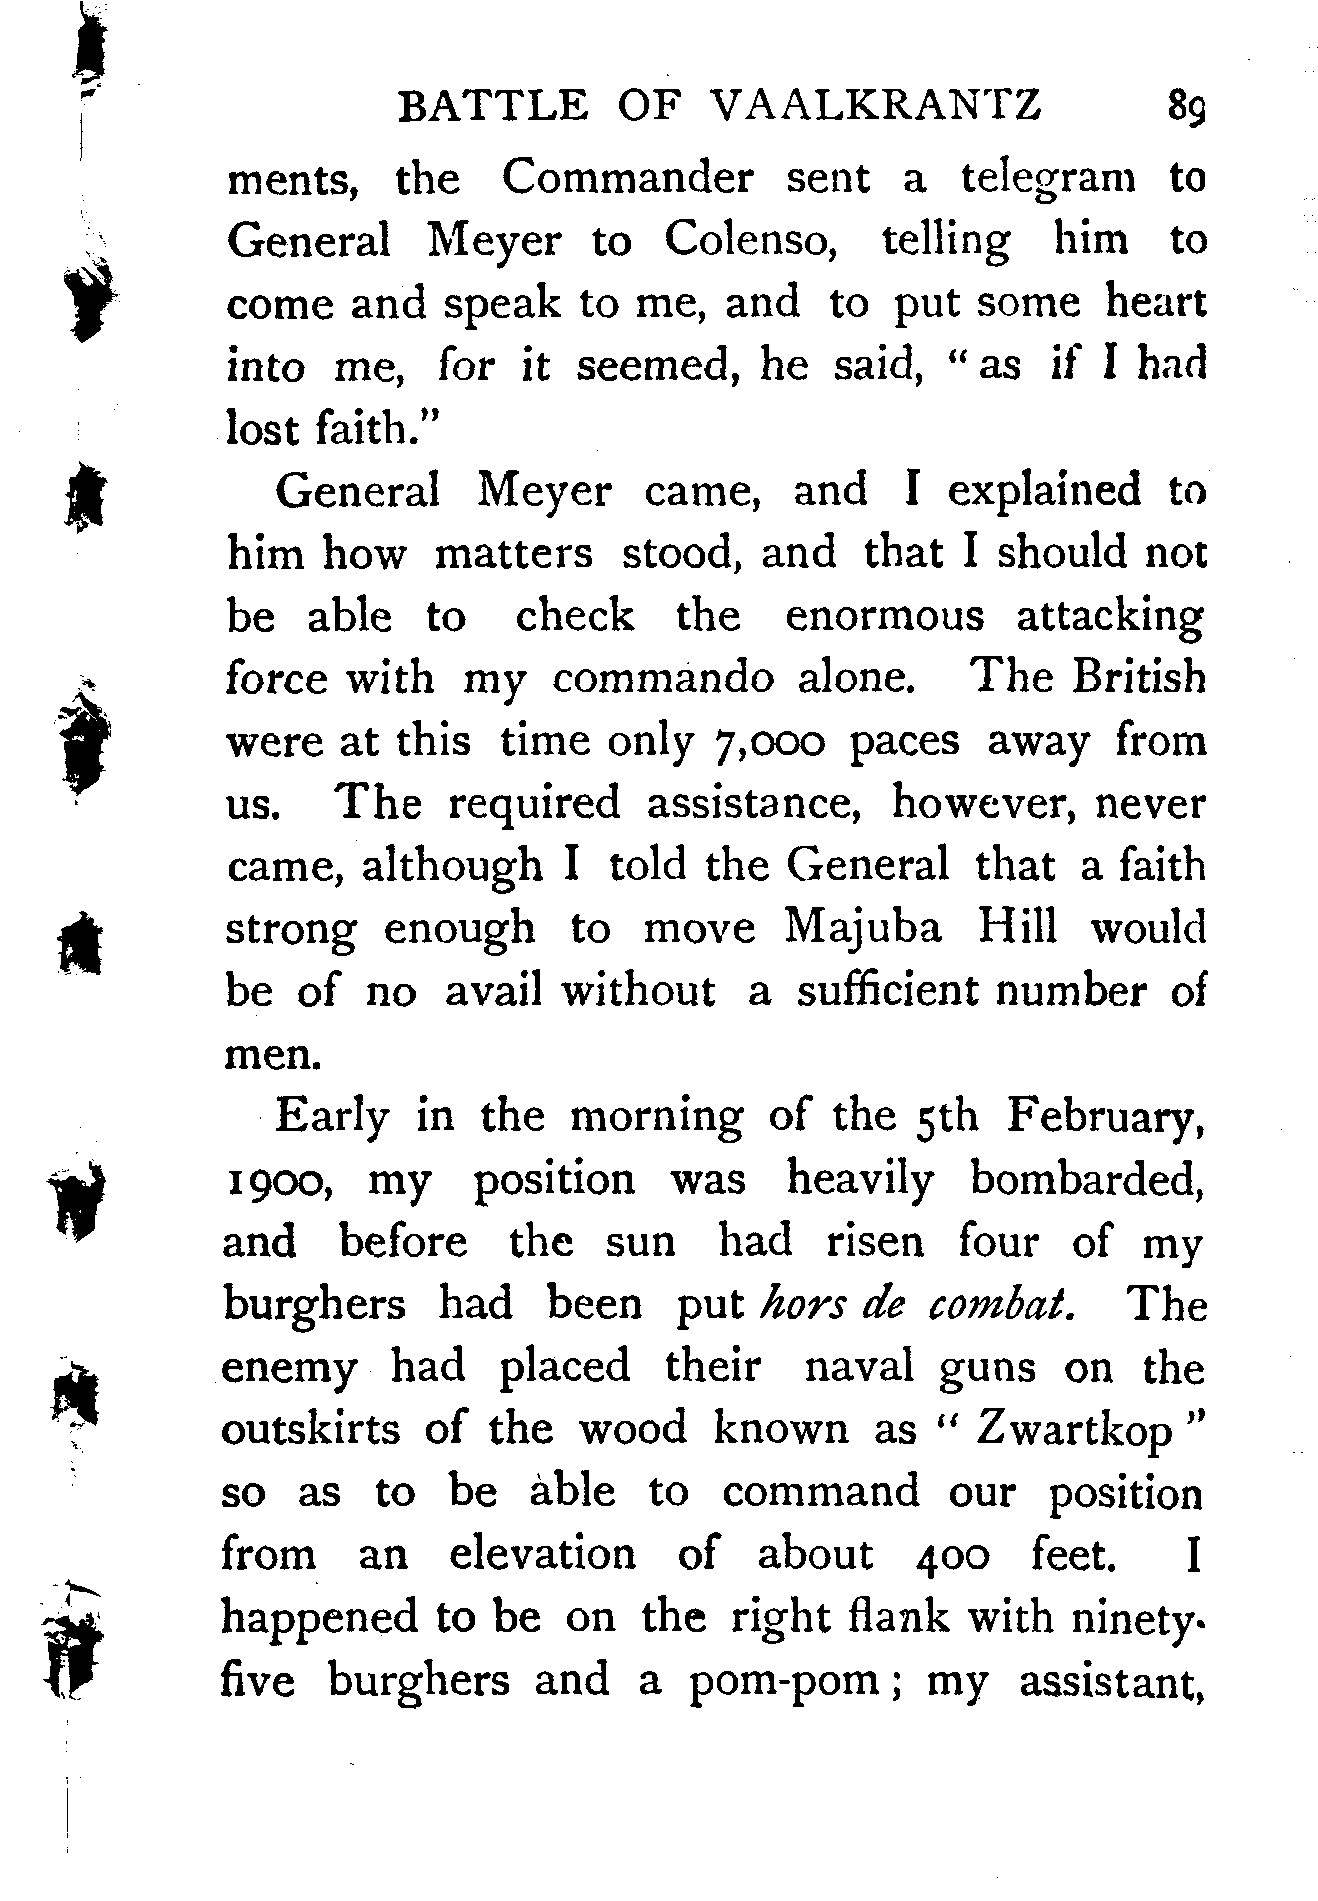 BATTLE OF VAALKRANTZ 89
ments, the Commander sent a telegram to
General Meyer to Colenso, telling him to
come and speak to me, and to put some heart
into me, for it seemed, he said, " as if I had
lost faith."
General Meyer came, and I explained to
him how matters stood, and that I should not
be able to check the enormous attacking
force with my commando alone. The British
were at this time only 7,000 paces away from
us. The required assistance, however, never
came, although I told the General that a faith
strong enough to move Majuba Hill would
be of no avail without a sufficient number of
men.
Early in the morning of the 5th February,
1900, my position was heavily bombarded,
and before the sun had risen four of my
burghers had been put hors de combat. The
enemy had placed their naval guns on the
outskirts of the wood known as " Zwartkop "
so as to be able to command our position
from an elevation of about 400 feet. I
happened to be on the right flank with ninety-
five burghers and a pom-pom ; my assistant,